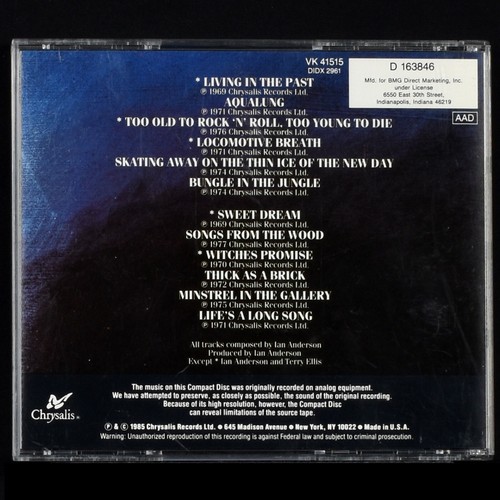 VK 41515
DIDX 2961
D 163846
Mfd. for BMG Direct Marketing, Inc.
under License
6550 East 30th Street,
Indianapolis, Indiana 46219
AAD
* LIVING IN THE PAST
℗ 1969 Chrysalis Records Ltd.
AQUALUNG
℗ 1971 Chrysalis Records Ltd.
* TOO OLD TO ROCK 'N' ROLL, TOO YOUNG TO DIE
℗ 1976 Chrysalis Records Ltd.
* LOCOMOTIVE BREATH
℗ 1971 Chrysalis Records Ltd.
SKATING AWAY ON THE THIN ICE OF THE NEW DAY
℗ 1974 Chrysalis Records Ltd.
BUNGLE IN THE JUNGLE
℗ 1974 Chrysalis Records Ltd.
* SWEET DREAM
℗ 1969 Chrysalis Records Ltd.
SONGS FROM THE WOOD
℗ 1977 Chrysalis Records Ltd.
* WITCHES PROMISE
℗ 1970 Chrysalis Records Ltd.
THICK AS A BRICK
℗ 1972 Chrysalis Records Ltd.
MINSTREL IN THE GALLERY
℗ 1975 Chrysalis Records Ltd.
LIFE'S A LONG SONG
℗ 1971 Chrysalis Records Ltd.
All tracks composed by Ian Anderson
Produced by Ian Anderson
Except * Ian Anderson and Terry Ellis
The music on this Compact Disc was originally recorded on analog equipment.
We have attempted to preserve, as closely as possible, the sound of the original recording.
Because of its high resolution, however, the Compact Disc
can reveal limitations of the source tape.
Chrysalis
℗ & © 1985 Chrysalis Records Ltd. ● 645 Madison Avenue ● New York, NY 10022 ● Made in U.S.A.
Warning: Unauthorized reproduction of this recording is against Federal law and subject to criminal prosecution.